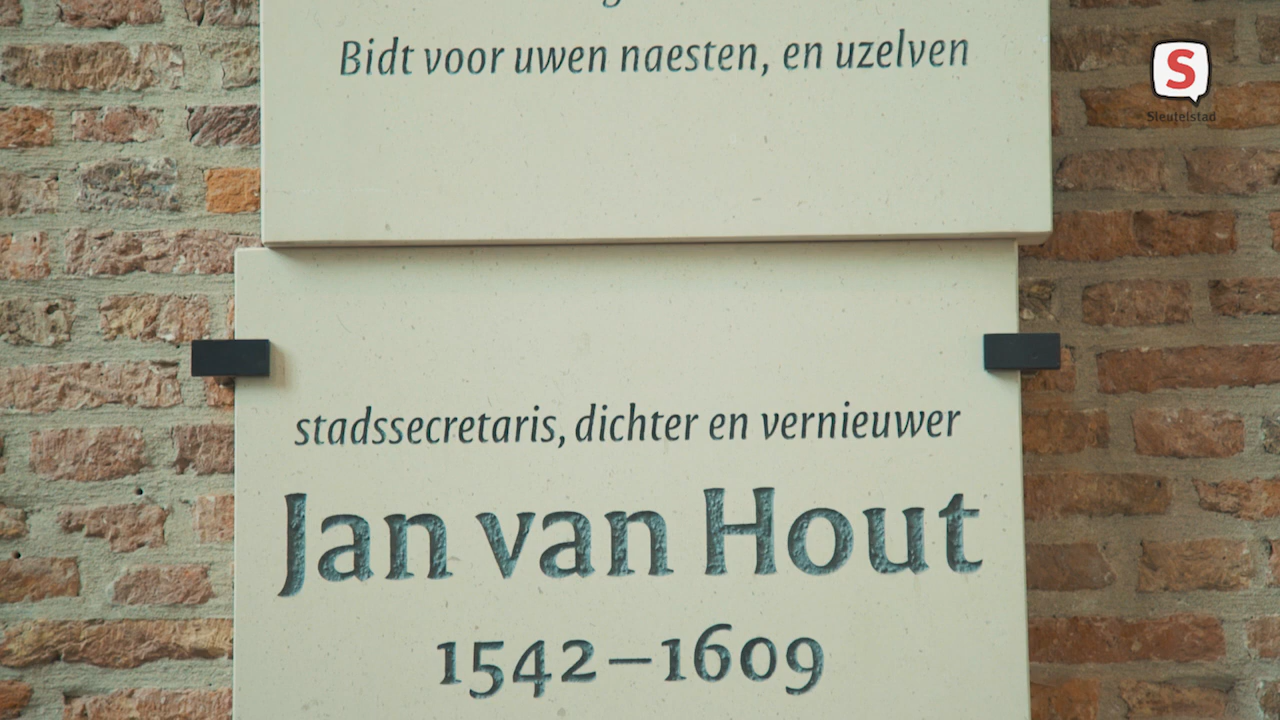 Bidt voor uwen naesten, en uzelven
S
Sleutelstad
stadssecretaris, dichter en vernieuwer
Jan van Hout
1542–1609